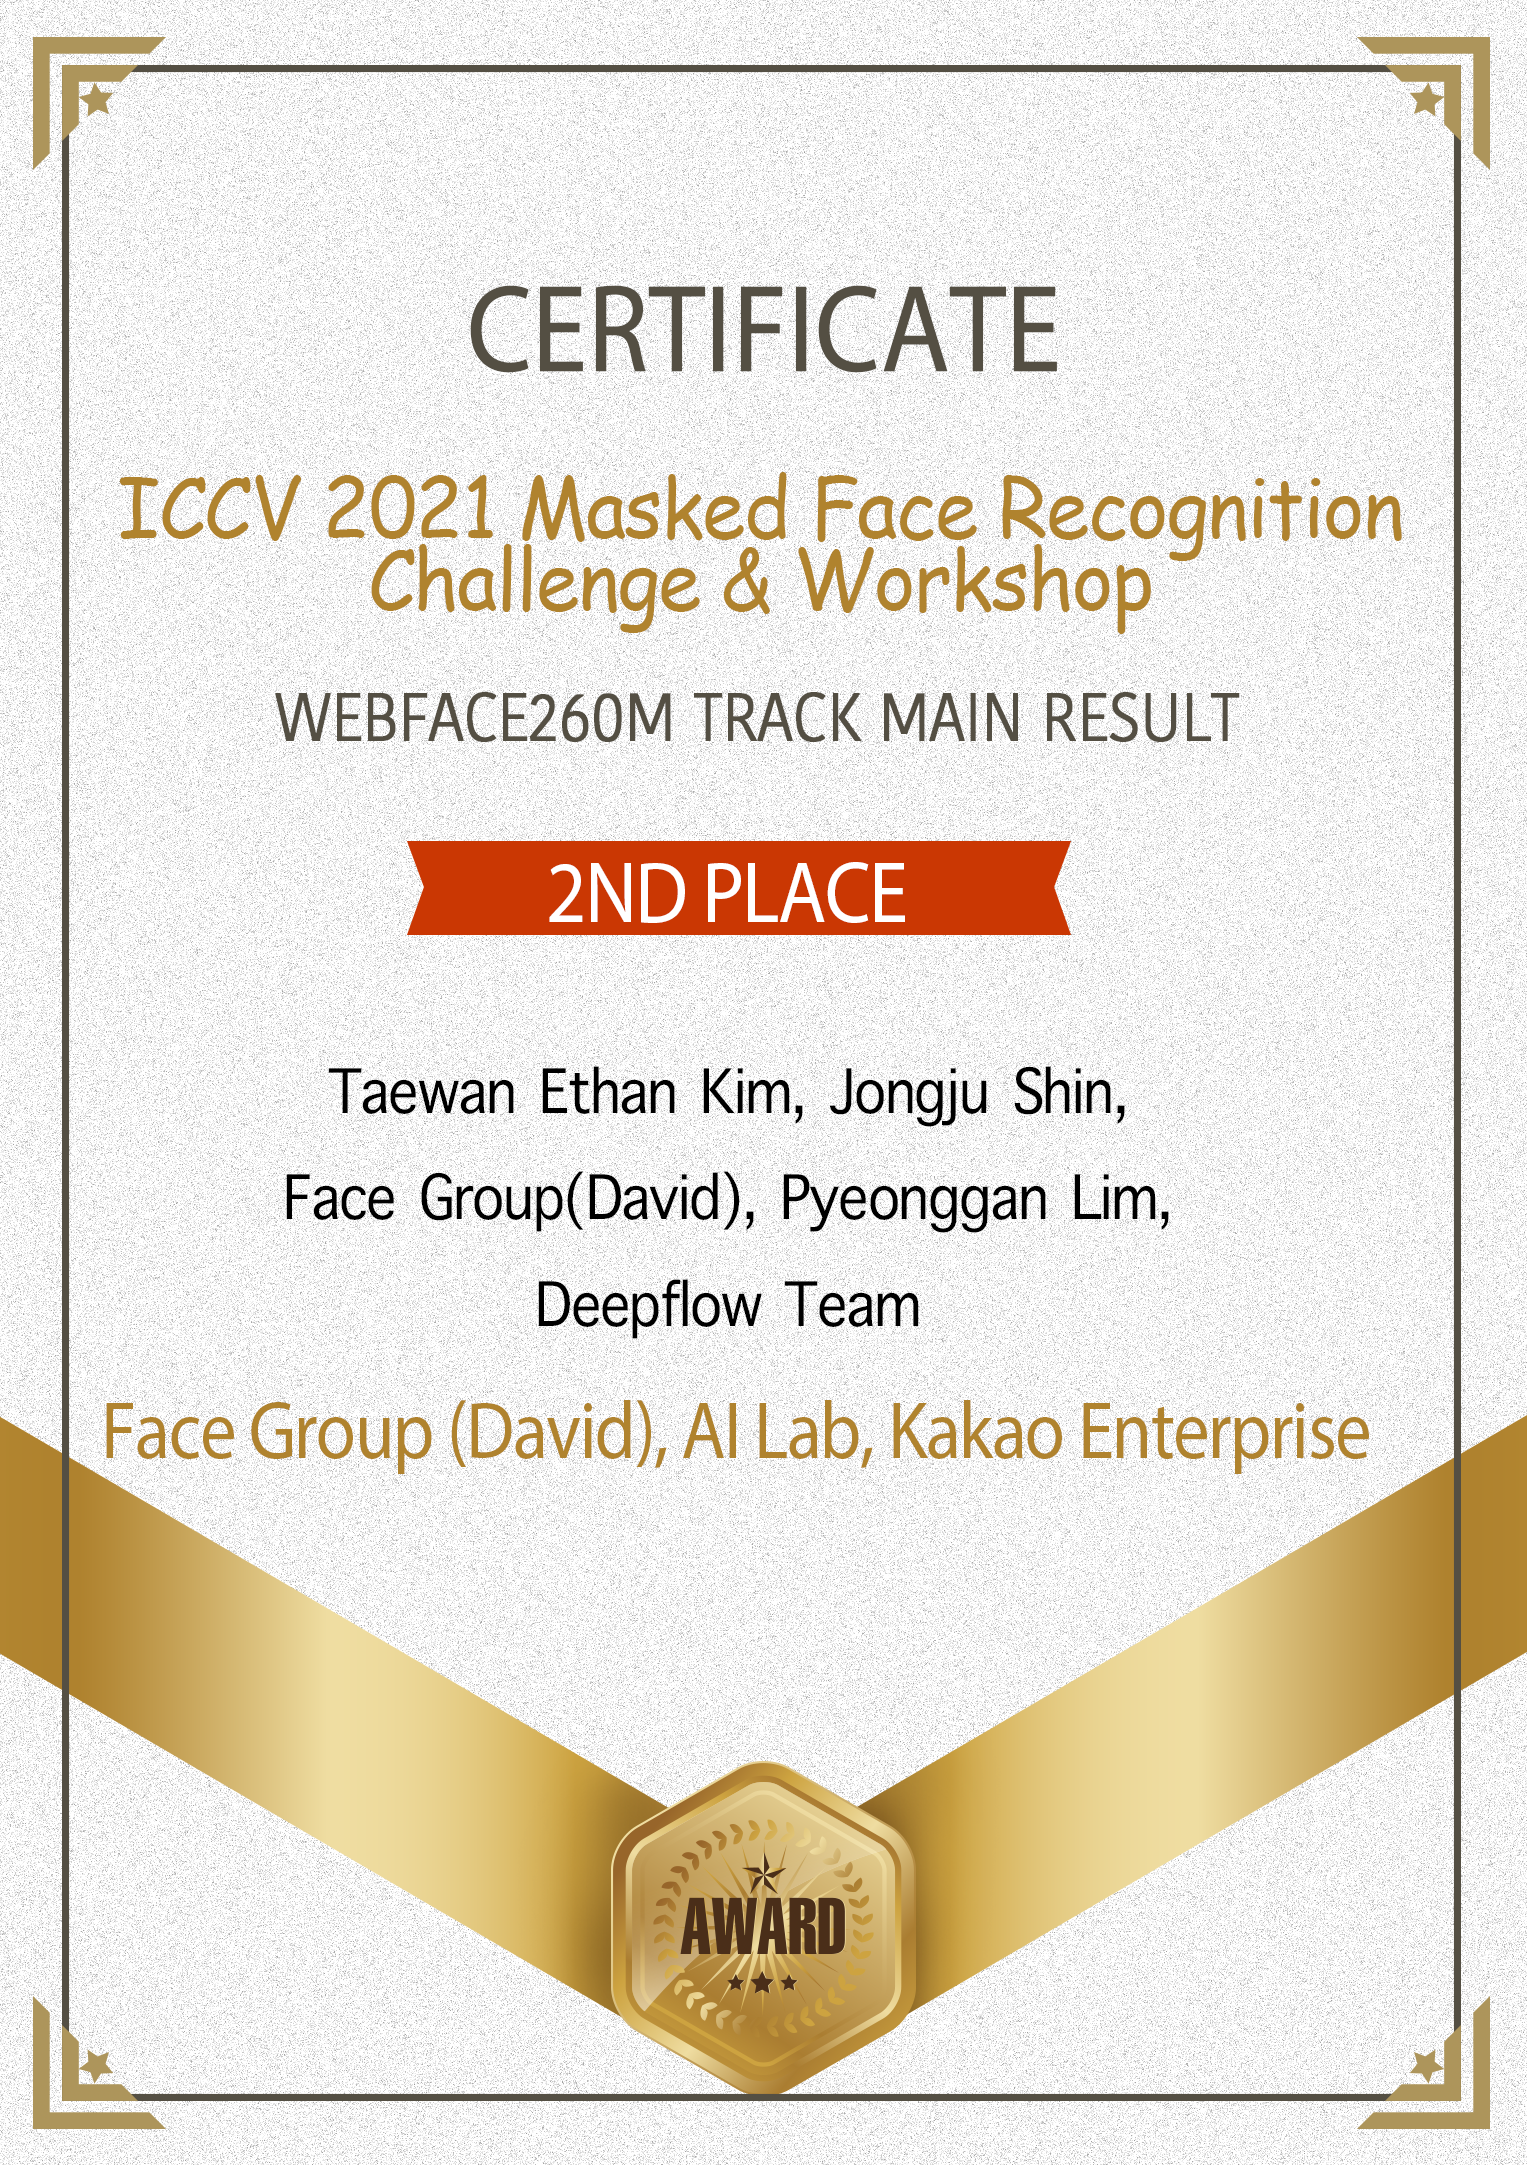 CERTIFICATE
ICCV 2021 Masked Face Recognition
Challenge & Workshop
WEBFACE260M TRACK MAIN RESULT
2ND PLACE
Taewan Ethan Kim, Jongju Shin,
Face Group(David), Pyeonggan Lim,
Deepflow Team
Face Group (David), AI Lab, Kakao Enterprise
AWARD